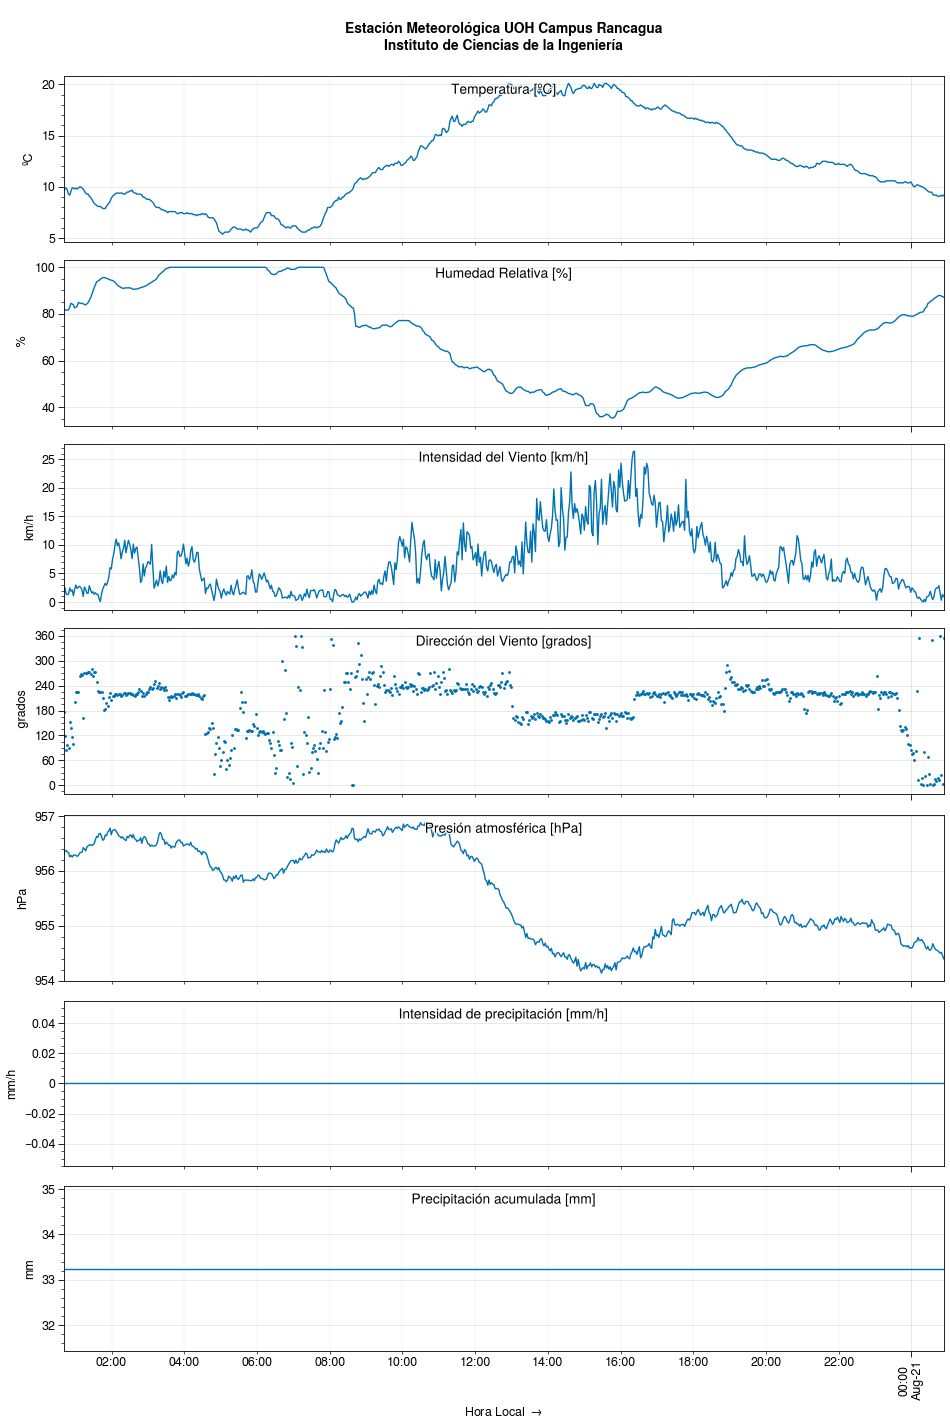 Estación Meteorológica UOH Campus Rancagua
Instituto de Ciencias de la Ingeniería
Temperatura [ºC]
20
15
10
5
ºC
Humedad Relativa [%]
100
80
60
40
%
Intensidad del Viento [km/h]
25
20
15
10
5
0
km/h
Dirección del Viento [grados]
360
300
240
180
120
60
0
grados
Presión atmosférica [hPa]
957
956
955
954
hPa
Intensidad de precipitación [mm/h]
0.04
0.02
0
−0.02
−0.04
mm/h
Precipitación acumulada [mm]
35
34
33
32
mm
02:00 04:00 06:00 08:00 10:00 12:00 14:00 16:00 18:00 20:00 22:00 00:00
Aug-21
Hora Local →